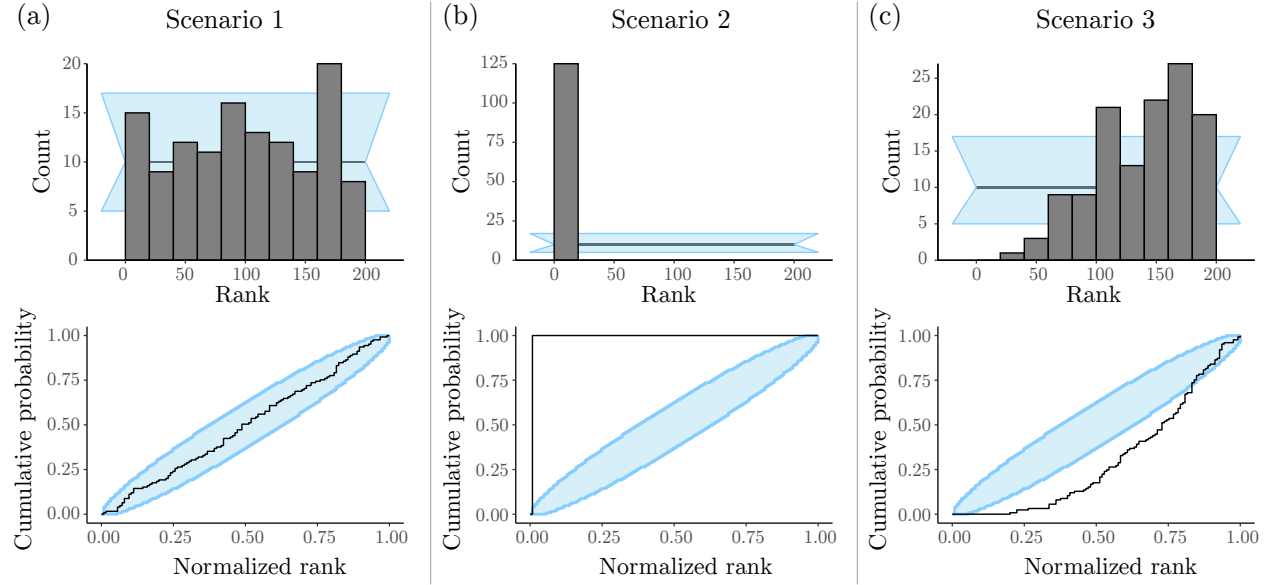 (a) Scenario 1
Count
20
15
10
5
0
0 50 100 150 200
Rank
Cumulative probability
1.00
0.75
0.50
0.25
0.00
0.00 0.25 0.50 0.75 1.00
Normalized rank
(b) Scenario 2
Count
125
100
75
50
25
0
0 50 100 150 200
Rank
Cumulative probability
1.00
0.75
0.50
0.25
0.00
0.00 0.25 0.50 0.75 1.00
Normalized rank
(c) Scenario 3
Count
25
20
15
10
5
0
0 50 100 150 200
Rank
Cumulative probability
1.00
0.75
0.50
0.25
0.00
0.00 0.25 0.50 0.75 1.00
Normalized rank